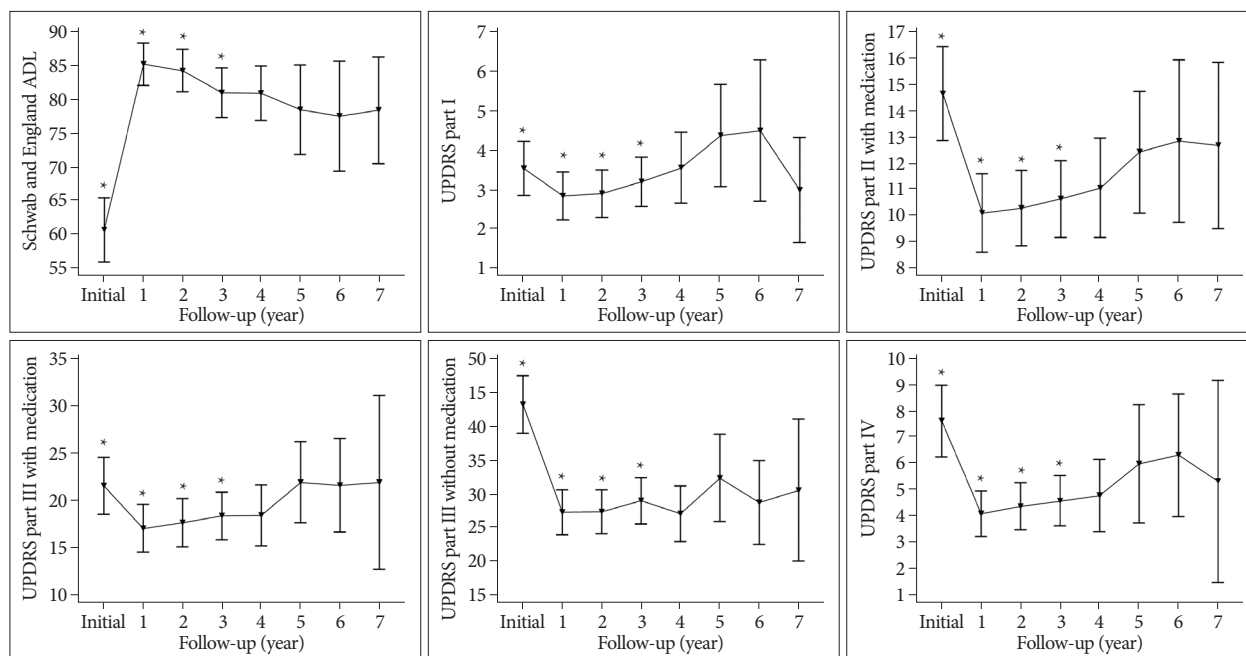 Schwab and England ADL
90
85
80
75
70
65
60
55
Initial 1 2 3 4 5 6 7
Follow-up (year)
* * * *
UPDRS part I
7
6
5
4
3
2
1
Initial 1 2 3 4 5 6 7
Follow-up (year)
* * * *
UPDRS part II with medication
17
16
15
14
13
12
11
10
9
8
Initial 1 2 3 4 5 6 7
Follow-up (year)
* * * *
UPDRS part III with medication
35
30
25
20
15
10
Initial 1 2 3 4 5 6 7
Follow-up (year)
* * * *
UPDRS part III without medication
50
45
10
35
30
25
20
15
Initial 1 2 3 4 5 6 7
Follow-up (year)
* * * *
UPDRS part IV
10
9
8
7
6
5
4
3
2
1
Initial 1 2 3 4 5 6 7
Follow-up (year)
* * * *